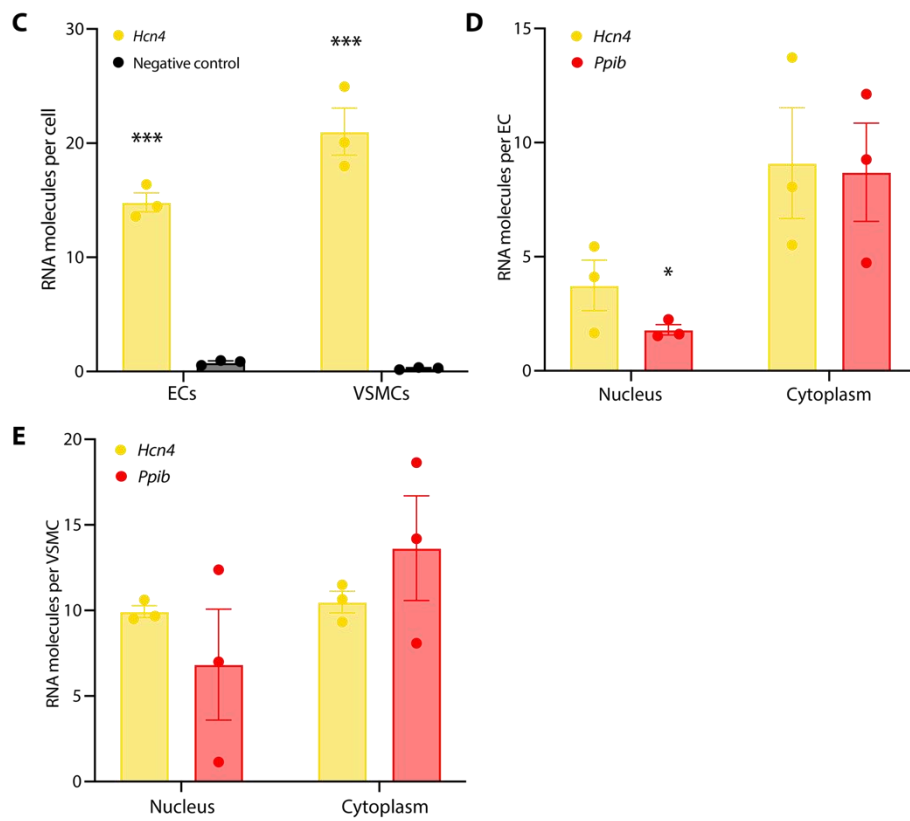 C
RNA molecules per cell
30
20
10
0
Hcn4
Negative control
***
***
ECs
VSMCs
D
RNA molecules per EC
15
10
5
0
Hcn4
Ppib
*
Nucleus
Cytoplasm
E
RNA molecules per VSMC
20
15
10
5
0
Hcn4
Ppib
Nucleus
Cytoplasm